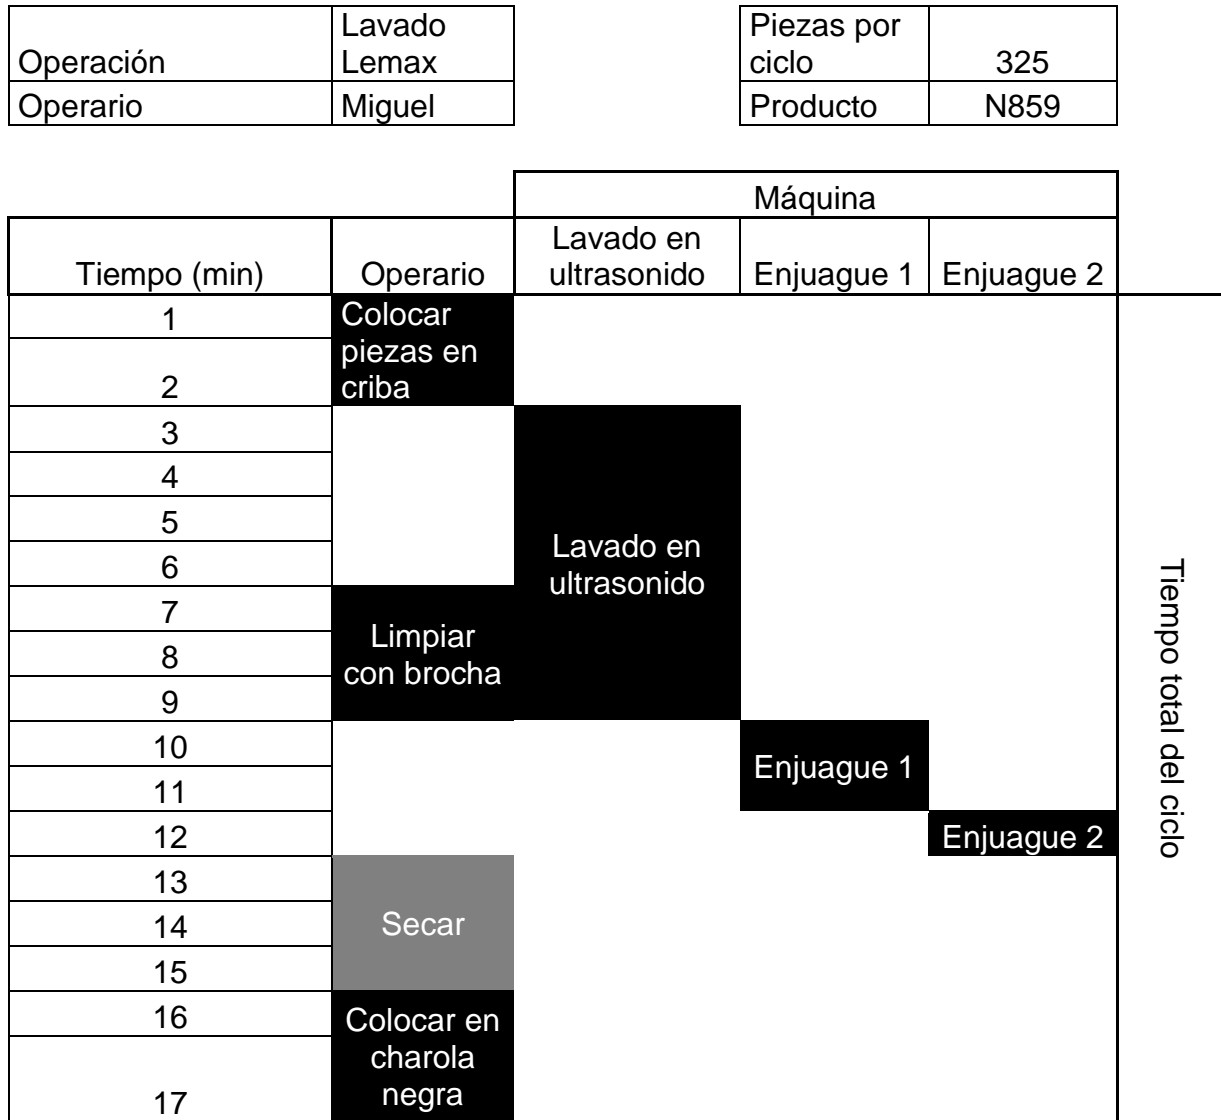 Operación Lavado Lemax Piezas por ciclo 325
Operario Miguel Producto N859
Máquina
Tiempo (min) Operario Lavado en ultrasonido Enjuague 1 Enjuague 2
1
Colocar
piezas en
2 criba
3
4
5
6
Lavado en
ultrasonido
7
8
9
Limpiar
con brocha
10
11
Enjuague 1
12 Enjuague 2
13
14 Secar
15
16
17
Colocar en
charola
negra
Tiempo total del ciclo